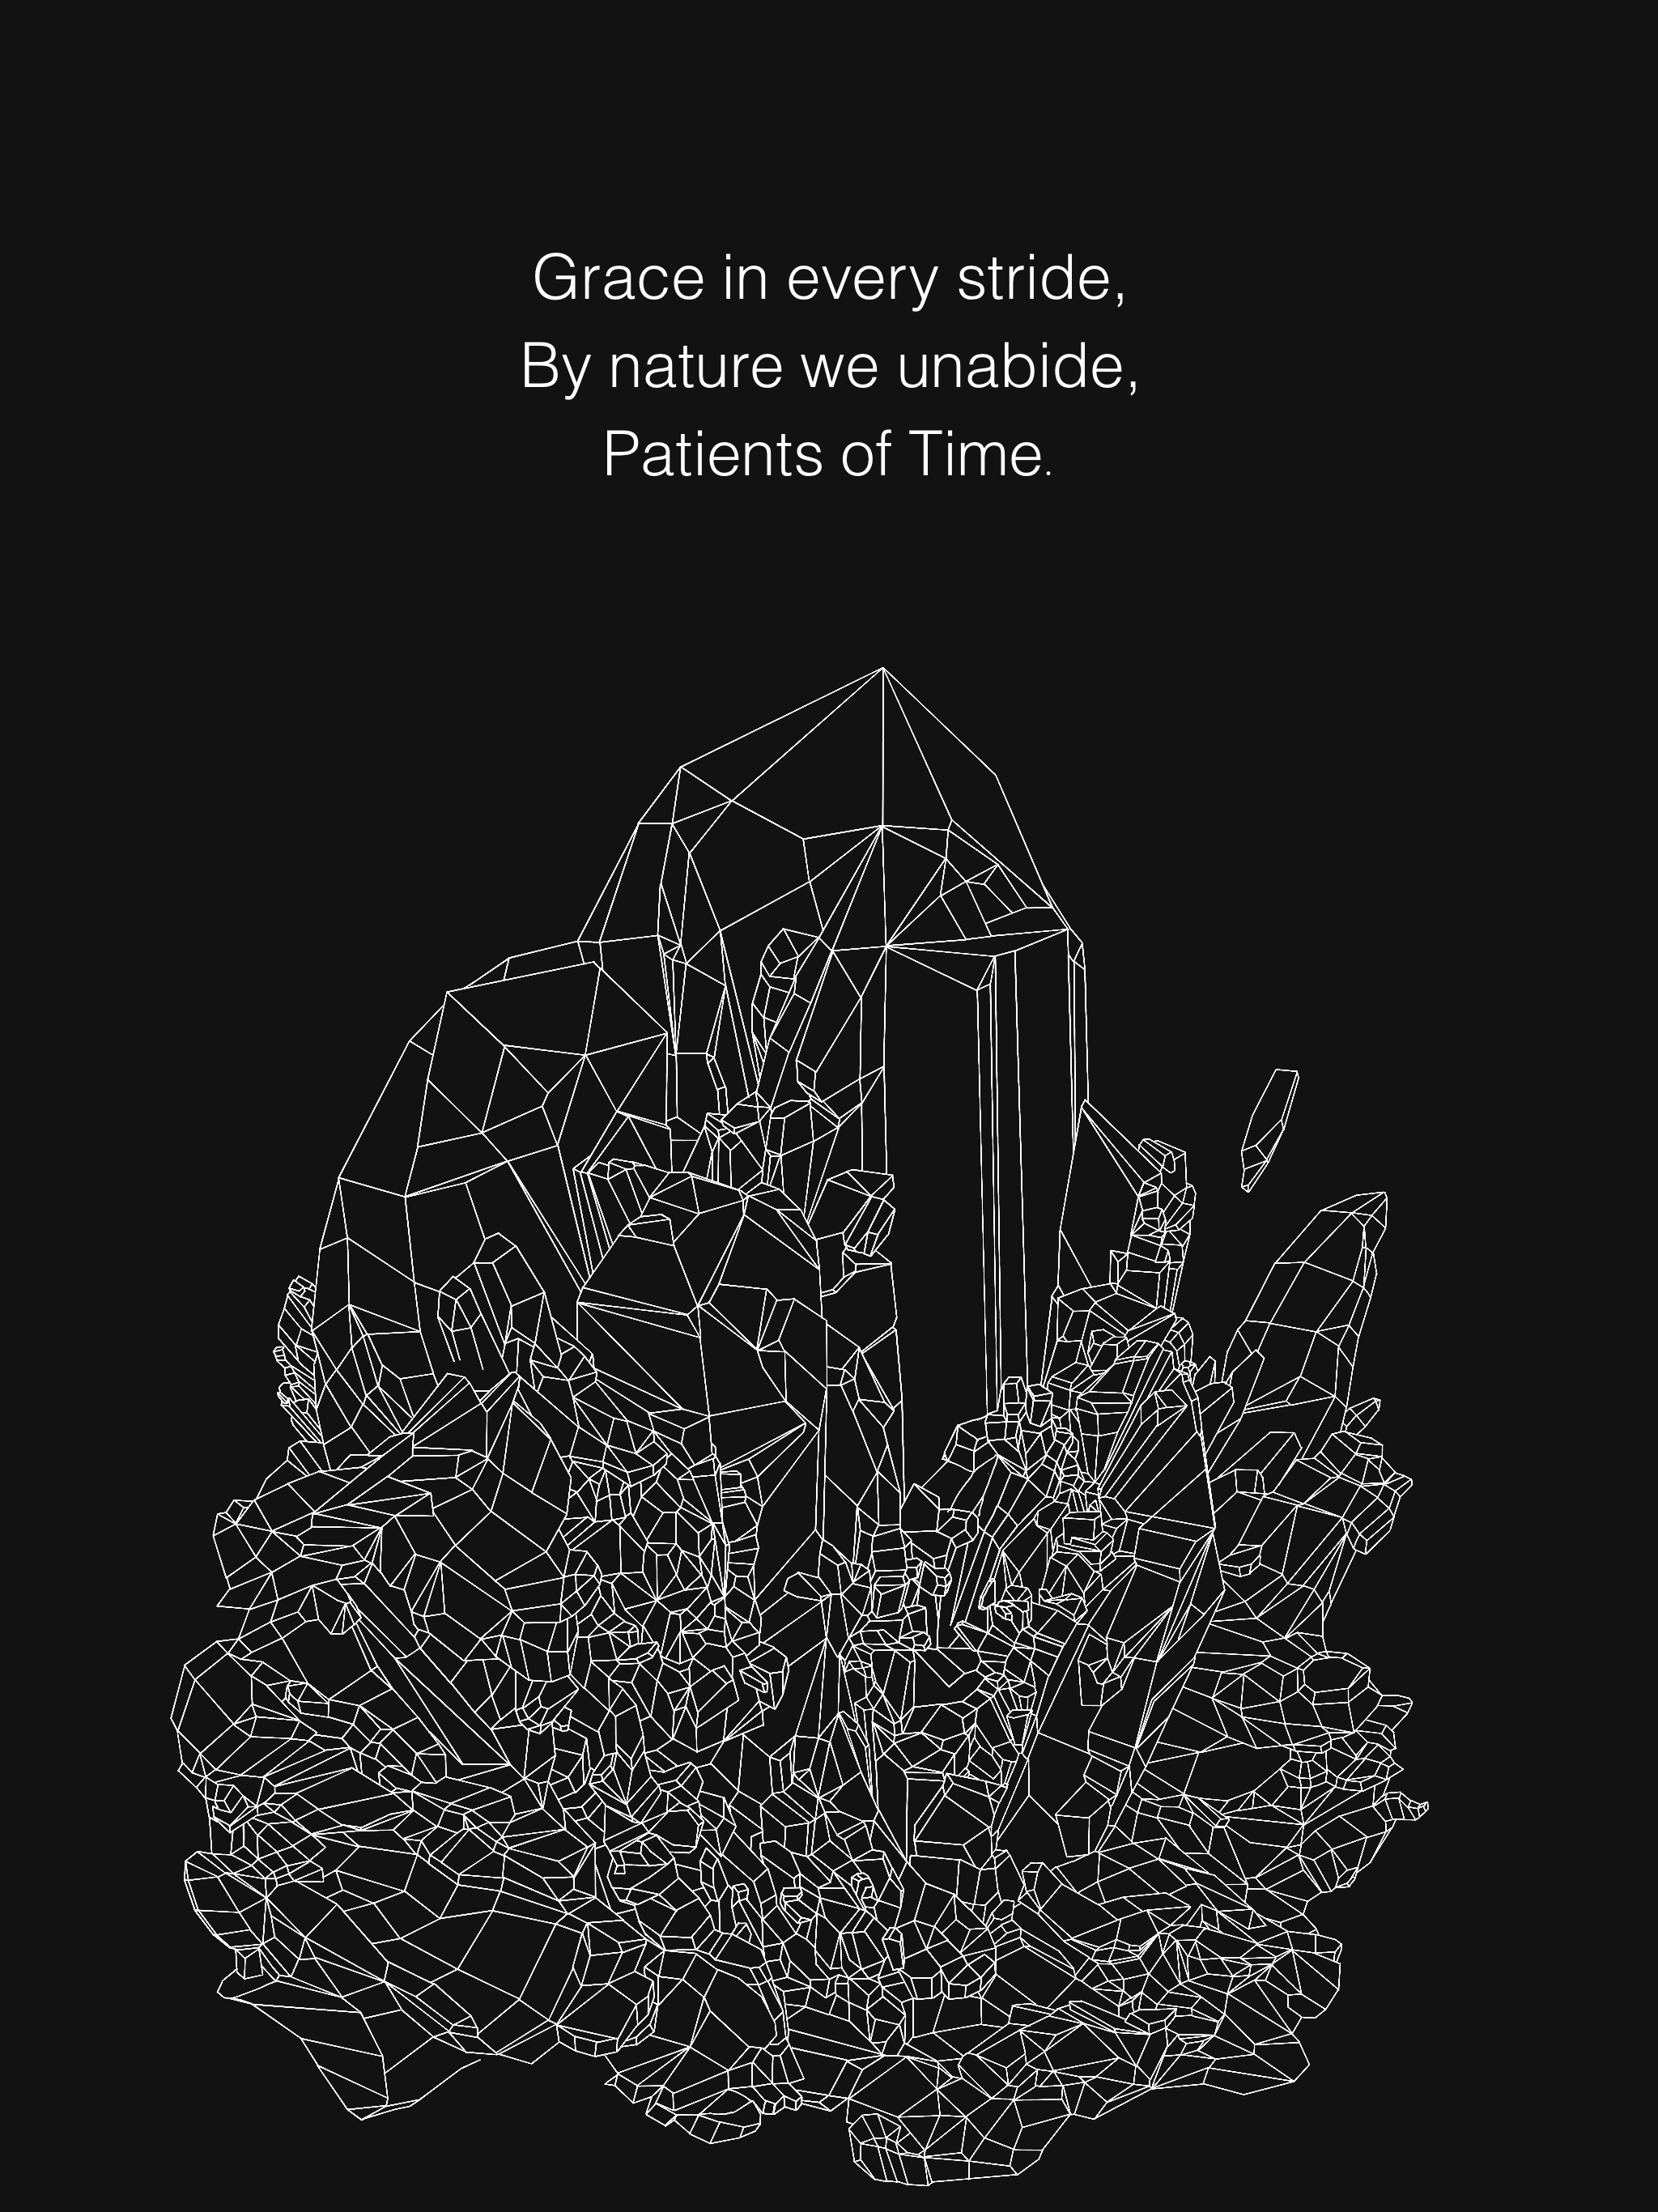 Grace in every stride,
By nature we unabide,
Patients of Time.